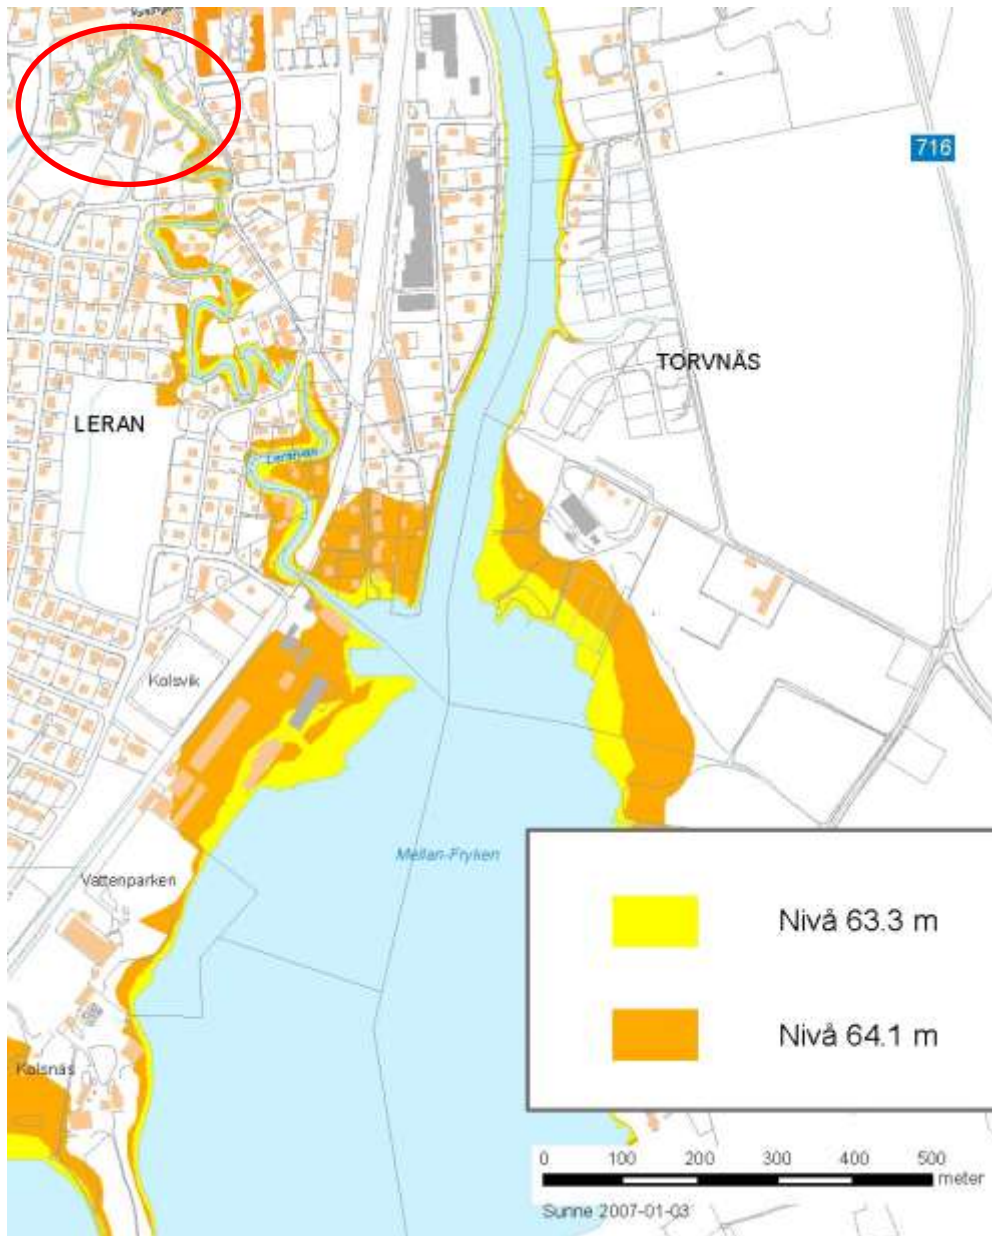 716
TORVNÄS
LERAN
Lerälven
Kolsvik
Mellan-Fryken
Vattenparken
Nivå 63.3 m
Nivå 64.1 m
Kolsnäs
0 100 200 300 400 500
meter
Sunne 2007-01-03